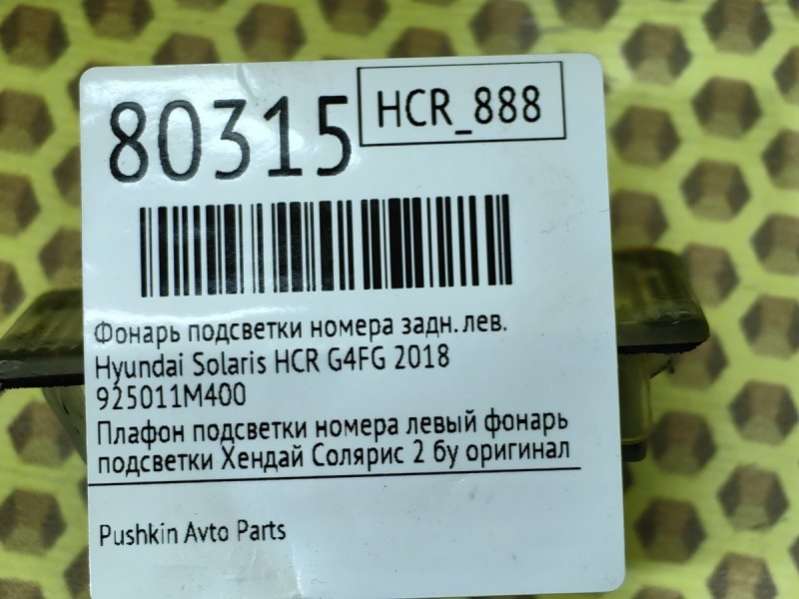 80315
HCR_888
Фонарь подсветки номера задн. лев.
Hyundai Solaris HCR G4FG 2018
925011M400
Плафон подсветки номера левый фонарь
подсветки Хендай Солярис 2 бу оригинал
Pushkin Avto Parts